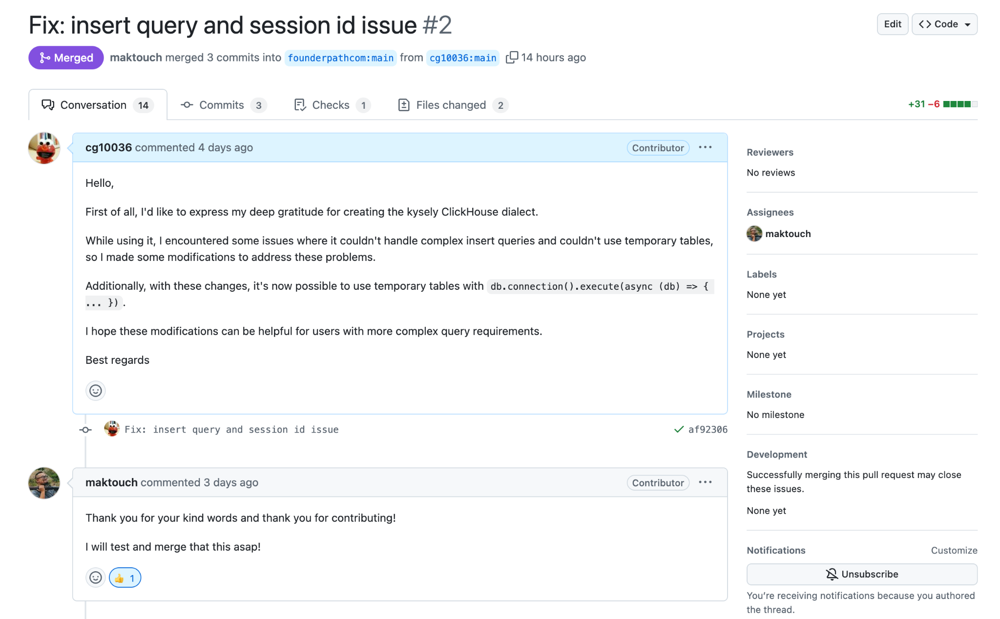 Fix: insert query and session id issue #2
Edit
Code
Merged
maktouch merged 3 commits into founderpathcom:main from cg10036:main 14 hours ago
Conversation 14
Commits 3
Checks 1
Files changed 2
+31 −6
cg10036 commented 4 days ago
Contributor
Hello,
First of all, I'd like to express my deep gratitude for creating the kysely ClickHouse dialect.
While using it, I encountered some issues where it couldn't handle complex insert queries and couldn't use temporary tables,
so I made some modifications to address these problems.
Additionally, with these changes, it's now possible to use temporary tables with db.connection().execute(async (db) => {
... }).
I hope these modifications can be helpful for users with more complex query requirements.
Best regards
Fix: insert query and session id issue
af92306
maktouch commented 3 days ago
Contributor
Thank you for your kind words and thank you for contributing!
I will test and merge that this asap!
👍 1
Reviewers
No reviews
Assignees
maktouch
Labels
None yet
Projects
None yet
Milestone
No milestone
Development
Successfully merging this pull request may close
these issues.
None yet
Notifications
Customize
Unsubscribe
You’re receiving notifications because you authored
the thread.